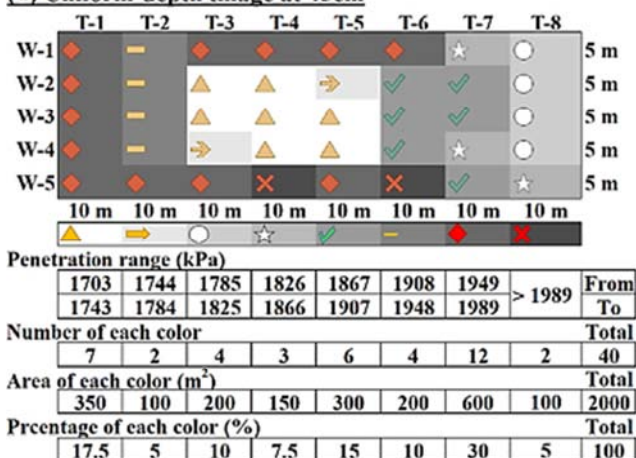 T-1 T-2 T-3 T-4 T-5 T-6 T-7 T-8
W-1 5 m
W-2 5 m
W-3 5 m
W-4 5 m
W-5 5 m
10 m 10 m 10 m 10 m 10 m 10 m 10 m 10 m
Penetration range (kPa)
1703 1744 1785 1826 1867 1908 1949 > 1989 From
1743 1784 1825 1866 1907 1948 1989 To
Number of each color Total
7 2 4 3 6 4 12 2 40
Area of each color (m²) Total
350 100 200 150 300 200 600 100 2000
Prcentage of each color (%) Total
17.5 5 10 7.5 15 10 30 5 100